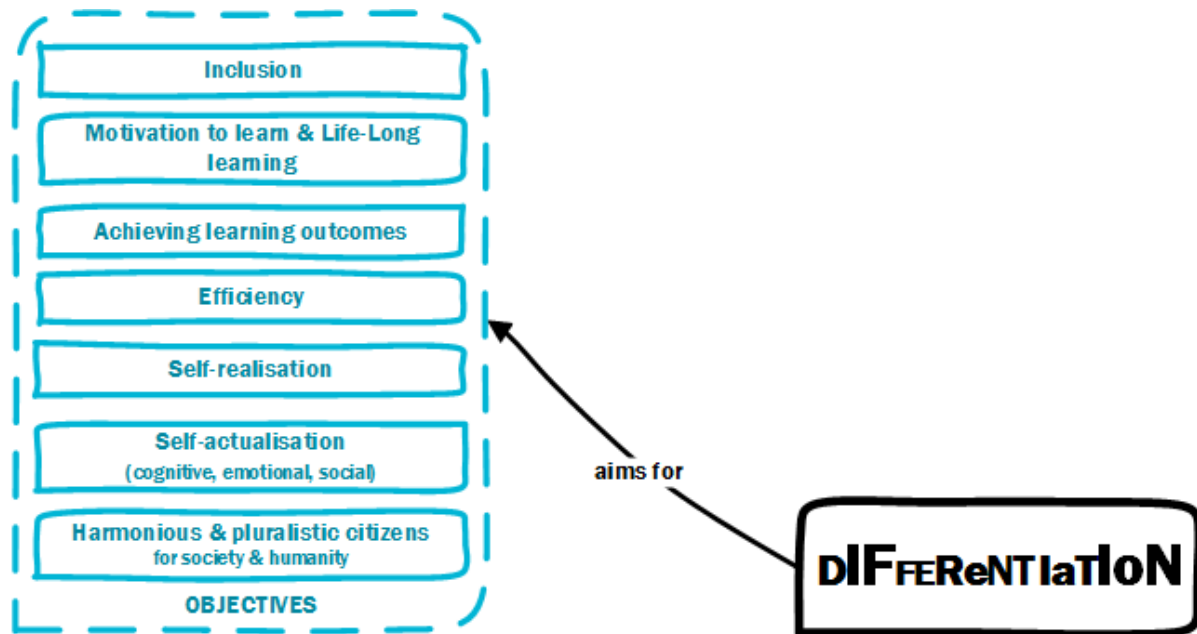 Inclusion
Motivation to learn & Life-Long
learning
Achieving learning outcomes
Efficiency
Self-realisation
Self-actualisation
(cognitive, emotional, social)
Harmonious & pluralistic citizens
for society & humanity
OBJECTIVES
aims for
DIFFEReNTIaTIoN